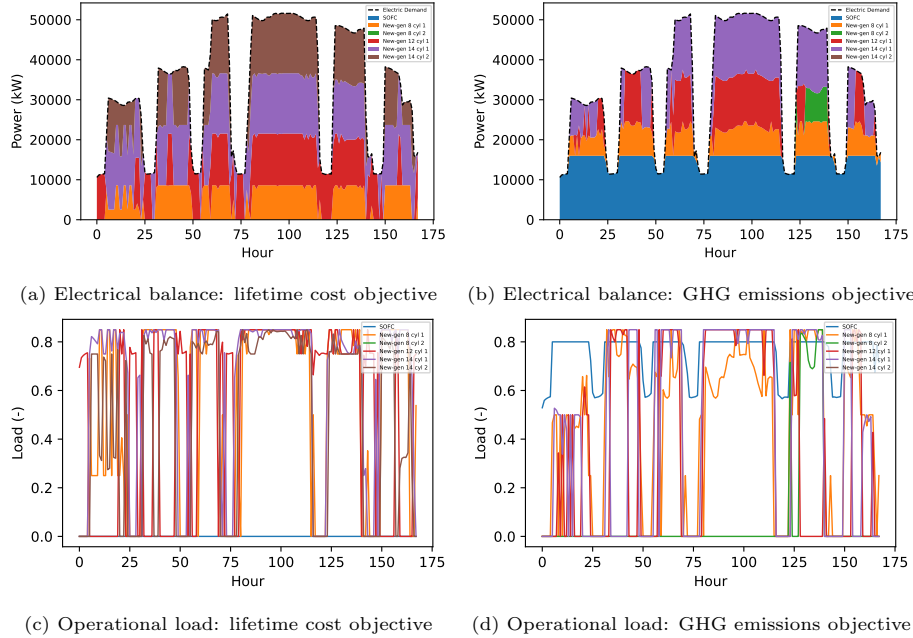 50000
40000
30000
20000
10000
0
Power (kW)
0 25 50 75 100 125 150 175
Hour
Electric Demand
SOFC
New-gen 8 cyl 1
New-gen 8 cyl 2
New-gen 12 cyl 1
New-gen 14 cyl 1
New-gen 14 cyl 2
(a) Electrical balance: lifetime cost objective
50000
40000
30000
20000
10000
0
Power (kW)
0 25 50 75 100 125 150 175
Hour
Electric Demand
SOFC
New-gen 8 cyl 1
New-gen 8 cyl 2
New-gen 12 cyl 1
New-gen 14 cyl 1
New-gen 14 cyl 2
(b) Electrical balance: GHG emissions objective
0.8
0.6
0.4
0.2
0.0
Load (-)
0 25 50 75 100 125 150 175
Hour
SOFC
New-gen 8 cyl 1
New-gen 8 cyl 2
New-gen 12 cyl 1
New-gen 14 cyl 1
New-gen 14 cyl 2
(c) Operational load: lifetime cost objective
0.8
0.6
0.4
0.2
0.0
Load (-)
0 25 50 75 100 125 150 175
Hour
SOFC
New-gen 8 cyl 1
New-gen 8 cyl 2
New-gen 12 cyl 1
New-gen 14 cyl 1
New-gen 14 cyl 2
(d) Operational load: GHG emissions objective